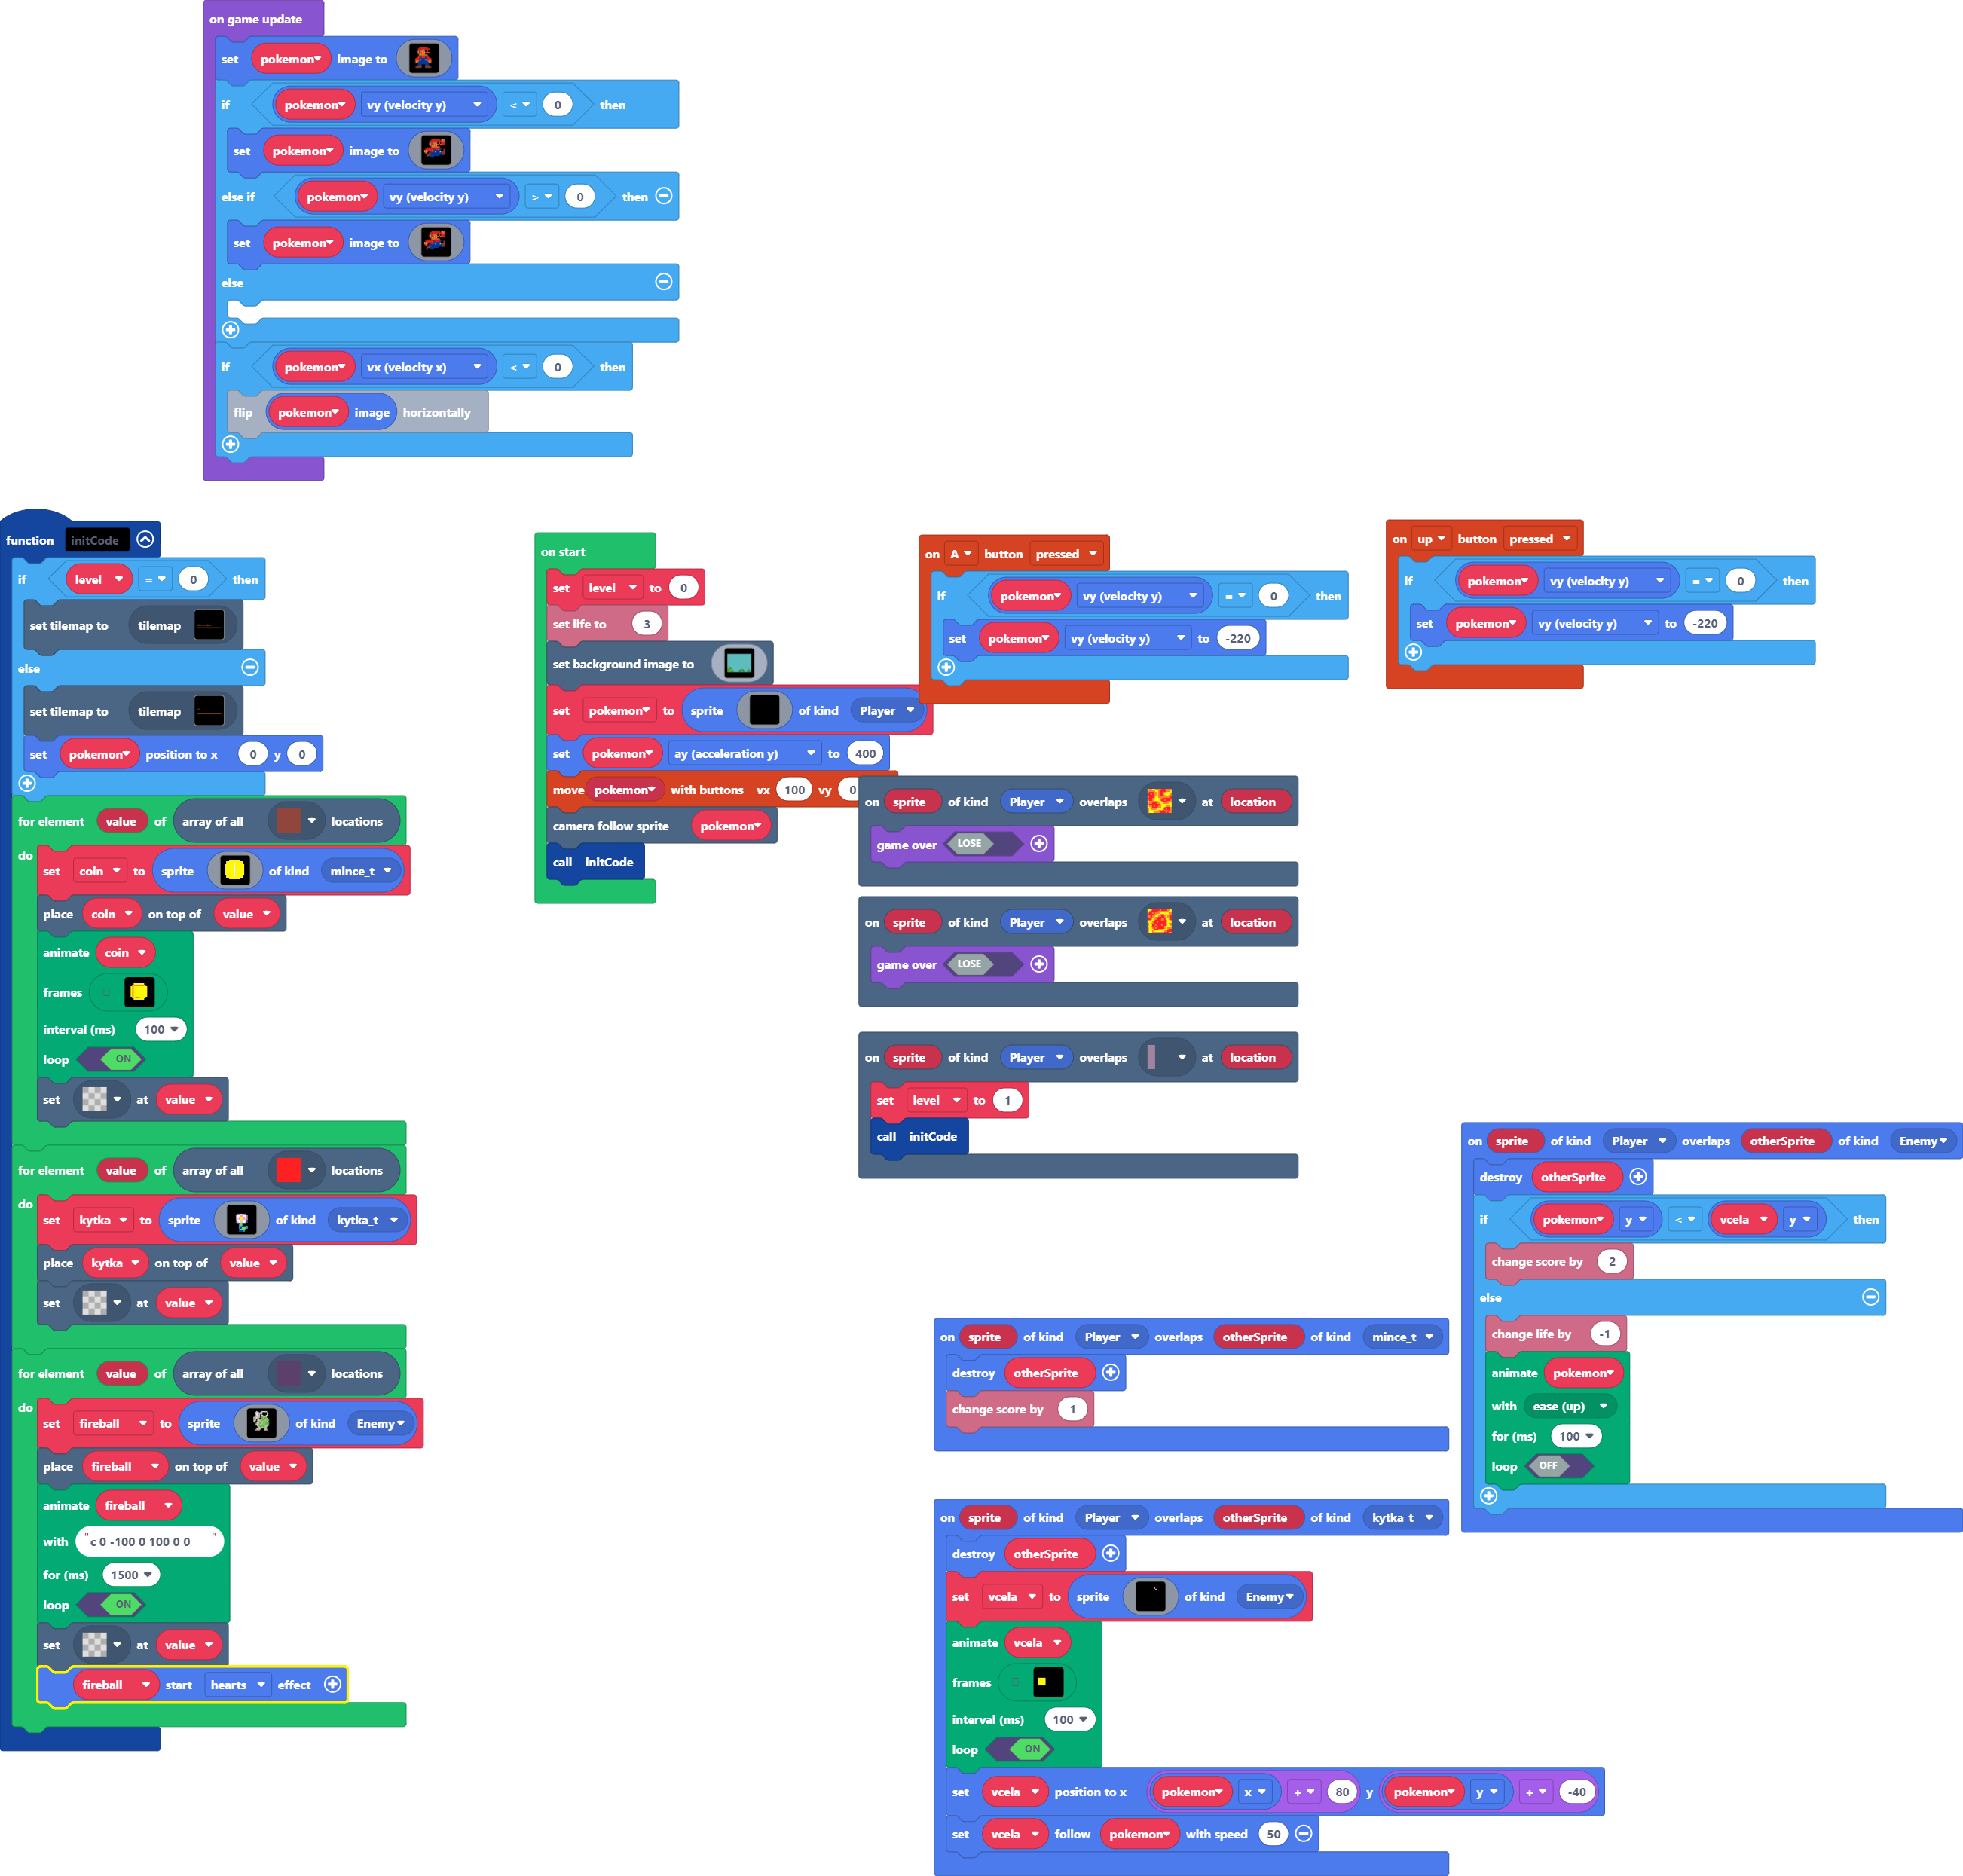 on game update
set pokemon image to
if pokemon vy (velocity y) < 0 then
set pokemon image to
else if pokemon vy (velocity y) > 0 then
set pokemon image to
else
if pokemon vx (velocity x) < 0 then
flip pokemon image horizontally
function initCode
if level = 0 then
set tilemap to tilemap
else
set tilemap to tilemap
set pokemon position to x 0 y 0
for element value of array of all locations
do
set coin to sprite of kind mince_t
place coin on top of value
animate coin
frames
interval (ms) 100
loop ON
set at value
for element value of array of all locations
do
set kytka to sprite of kind kytka_t
place kytka on top of value
set at value
for element value of array of all locations
do
set fireball to sprite of kind Enemy
place fireball on top of value
animate fireball
with "c 0 -100 0 100 0 0"
for (ms) 1500
loop ON
set at value
fireball start hearts effect
on start
set level to 0
set life to 3
set background image to
set pokemon to sprite of kind Player
set pokemon ay (acceleration y) to 400
move pokemon with buttons vx 100 vy 0
camera follow sprite pokemon
call initCode
on A button pressed
if pokemon vy (velocity y) = 0 then
set pokemon vy (velocity y) to -220
on up button pressed
if pokemon vy (velocity y) = 0 then
set pokemon vy (velocity y) to -220
on sprite of kind Player overlaps at location
game over LOSE
on sprite of kind Player overlaps at location
game over LOSE
on sprite of kind Player overlaps at location
set level to 1
call initCode
on sprite of kind Player overlaps otherSprite of kind Enemy
destroy otherSprite
if pokemon y < vcela y then
change score by 2
else
change life by -1
animate pokemon
with ease (up)
for (ms) 100
loop OFF
on sprite of kind Player overlaps otherSprite of kind mince_t
destroy otherSprite
change score by 1
on sprite of kind Player overlaps otherSprite of kind kytka_t
destroy otherSprite
set vcela to sprite of kind Enemy
animate vcela
frames
interval (ms) 100
loop ON
set vcela position to x pokemon x + 80 y pokemon y + -40
set vcela follow pokemon with speed 50